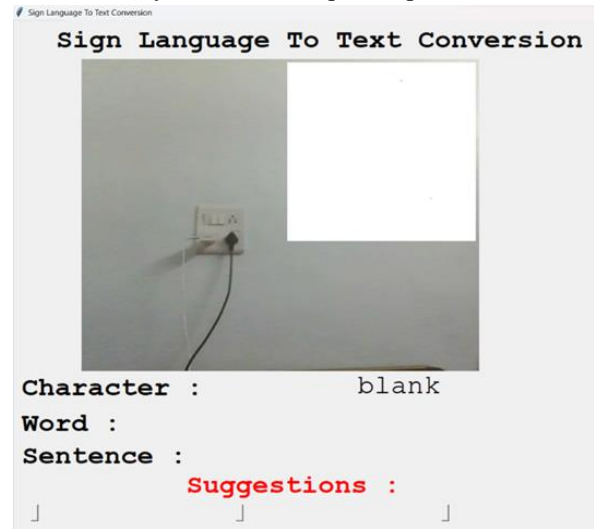 Sign Language To Text Conversion
Sign Language To Text Conversion
Character : blank
Word :
Sentence :
Suggestions :